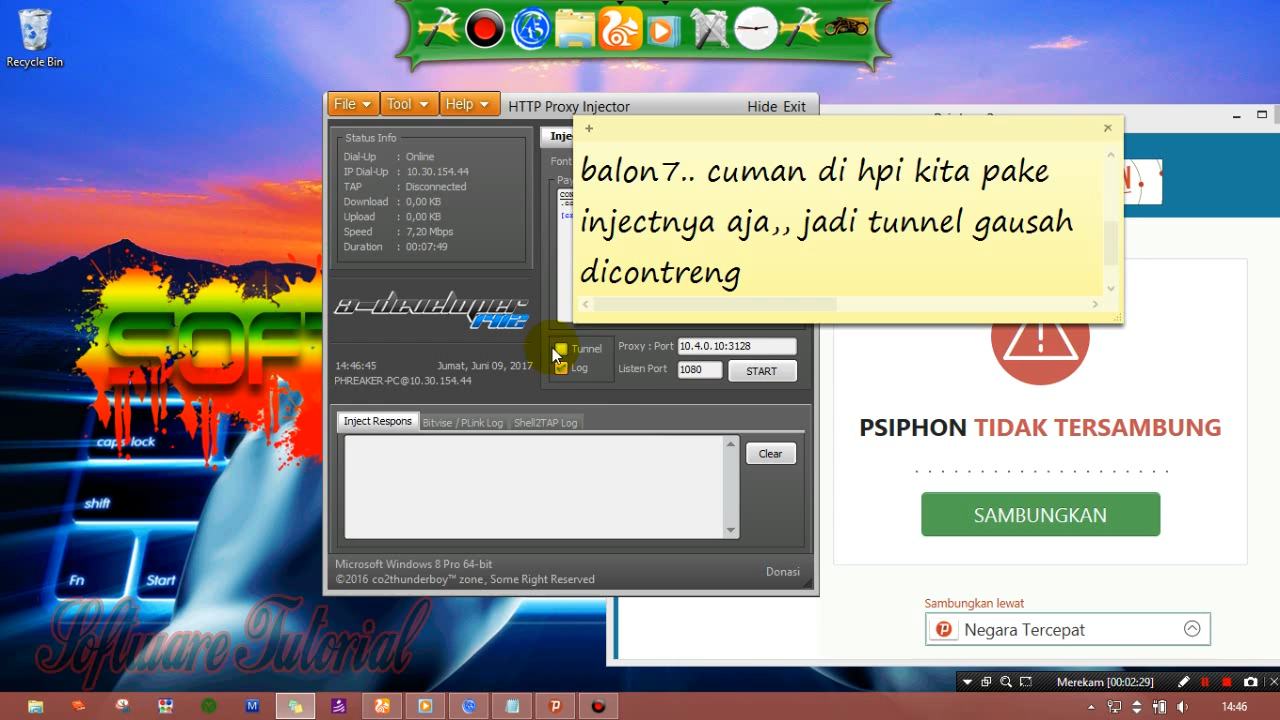 Recycle Bin
File
Tool
Help
HTTP Proxy Injector
Hide Exit
Status Info
Dial-Up : Online
IP Dial-Up : 10.30.154.44
TAP : Disconnected
Download : 0,00 KB
Upload : 0,00 KB
Speed : 7,20 Mbps
Duration : 00:07:49
a-developer
1412
14:46:45
Jumat, Juni 09, 2017
PHREAKER-PC@10.30.154.44
Inje
Font
Pay
balon7.. cuman di hpi kita pake
injectnya aja,, jadi tunnel gausah
dicontreng
Tunnel
Log
Proxy : Port
10.4.0.10:3128
Listen Port
1080
START
Inject Respons
Bitvise / PLink Log
Shell2TAP Log
Clear
Microsoft Windows 8 Pro 64-bit
©2016 co2thunderboy™ zone, Some Right Reserved
Donasi
PSIPHON TIDAK TERSAMBUNG
SAMBUNGKAN
Sambungkan lewat
Negara Tercepat
SOFT
caps lock
shift
Fn
Start
Software Tutorial
Merekam [00:02:29]
14:46